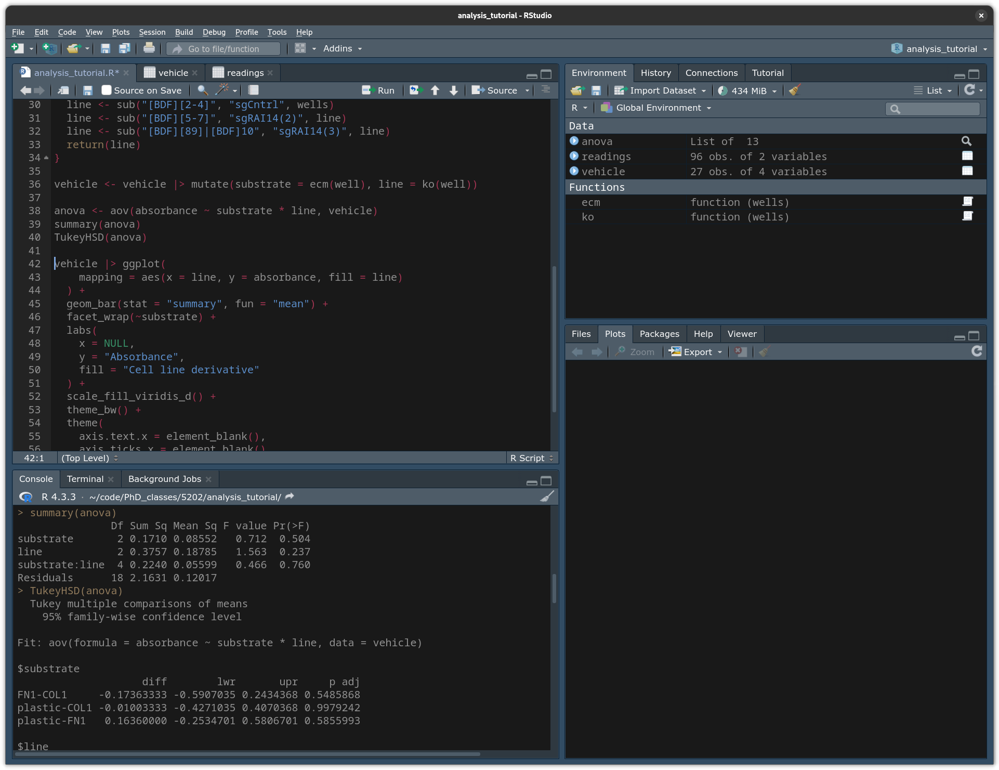 analysis_tutorial - RStudio
File Edit Code View Plots Session Build Debug Profile Tools Help
Go to file/function Addins analysis_tutorial
analysis_tutorial.R* vehicle readings
Source on Save Run Source
30 line <- sub("[BDF][2-4]", "sgCntrl", wells)
31 line <- sub("[BDF][5-7]", "sgRAI14(2)", line)
32 line <- sub("[BDF][89]|[BDF]10", "sgRAI14(3)", line)
33 return(line)
34 }
35
36 vehicle <- vehicle |> mutate(substrate = ecm(well), line = ko(well))
37
38 anova <- aov(absorbance ~ substrate * line, vehicle)
39 summary(anova)
40 TukeyHSD(anova)
41
42 vehicle |> ggplot(
43 mapping = aes(x = line, y = absorbance, fill = line)
44 ) +
45 geom_bar(stat = "summary", fun = "mean") +
46 facet_wrap(~substrate) +
47 labs(
48 x = NULL,
49 y = "Absorbance",
50 fill = "Cell line derivative"
51 ) +
52 scale_fill_viridis_d() +
53 theme_bw() +
54 theme(
55 axis.text.x = element_blank(),
56 axis.ticks.x = element_blank()
42:1 (Top Level) R Script
Console Terminal Background Jobs
R 4.3.3 · ~/code/PhD_classes/5202/analysis_tutorial/
> summary(anova)
Df Sum Sq Mean Sq F value Pr(>F)
substrate 2 0.1710 0.08552 0.712 0.504
line 2 0.3757 0.18785 1.563 0.237
substrate:line 4 0.2240 0.05599 0.466 0.760
Residuals 18 2.1631 0.12017
> TukeyHSD(anova)
Tukey multiple comparisons of means
95% family-wise confidence level
Fit: aov(formula = absorbance ~ substrate * line, data = vehicle)
$substrate
diff lwr upr p adj
FN1-COL1 -0.17363333 -0.5907035 0.2434368 0.5485868
plastic-COL1 -0.01003333 -0.4271035 0.4070368 0.9979242
plastic-FN1 0.16360000 -0.2534701 0.5806701 0.5855993
$line
Environment History Connections Tutorial
Import Dataset 434 MiB List
R Global Environment
Data
anova List of 13
readings 96 obs. of 2 variables
vehicle 27 obs. of 4 variables
Functions
ecm function (wells)
ko function (wells)
Files Plots Packages Help Viewer
Zoom Export